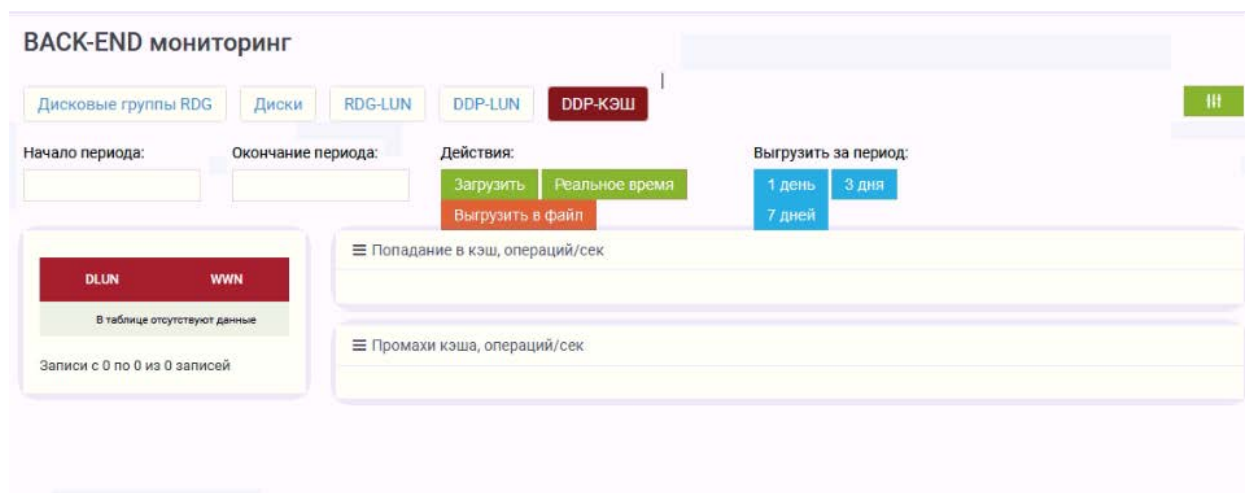 BACK-END мониторинг
Дисковые группы RDG Диски RDG-LUN DDP-LUN DDP-КЭШ
Начало периода: Окончание периода: Действия: Выгрузить за период:
Загрузить Реальное время 1 день 3 дня
Выгрузить в файл 7 дней
Попадание в кэш, операций/сек
DLUN WWN
В таблице отсутствуют данные
Промахи кэша, операций/сек
Записи с 0 по 0 из 0 записей